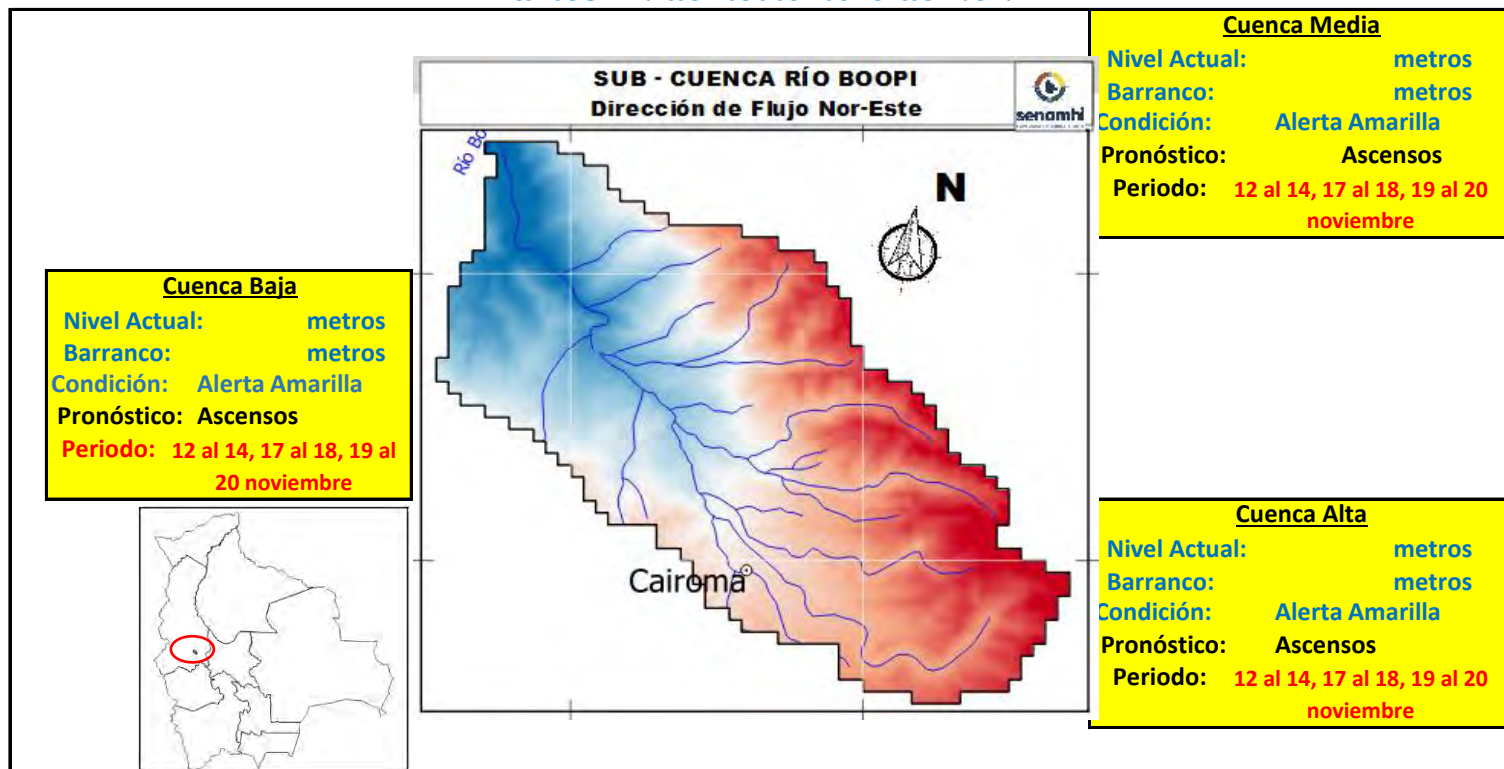 SUB - CUENCA RÍO BOOPI
Dirección de Flujo Nor-Este
senamhi
Río Bo
N
Cairoma
Cuenca Media
Nivel Actual: metros
Barranco: metros
Condición: Alerta Amarilla
Pronóstico: Ascensos
Periodo: 12 al 14, 17 al 18, 19 al 20
noviembre
Cuenca Baja
Nivel Actual: metros
Barranco: metros
Condición: Alerta Amarilla
Pronóstico: Ascensos
Periodo: 12 al 14, 17 al 18, 19 al
20 noviembre
Cuenca Alta
Nivel Actual: metros
Barranco: metros
Condición: Alerta Amarilla
Pronóstico: Ascensos
Periodo: 12 al 14, 17 al 18, 19 al 20
noviembre